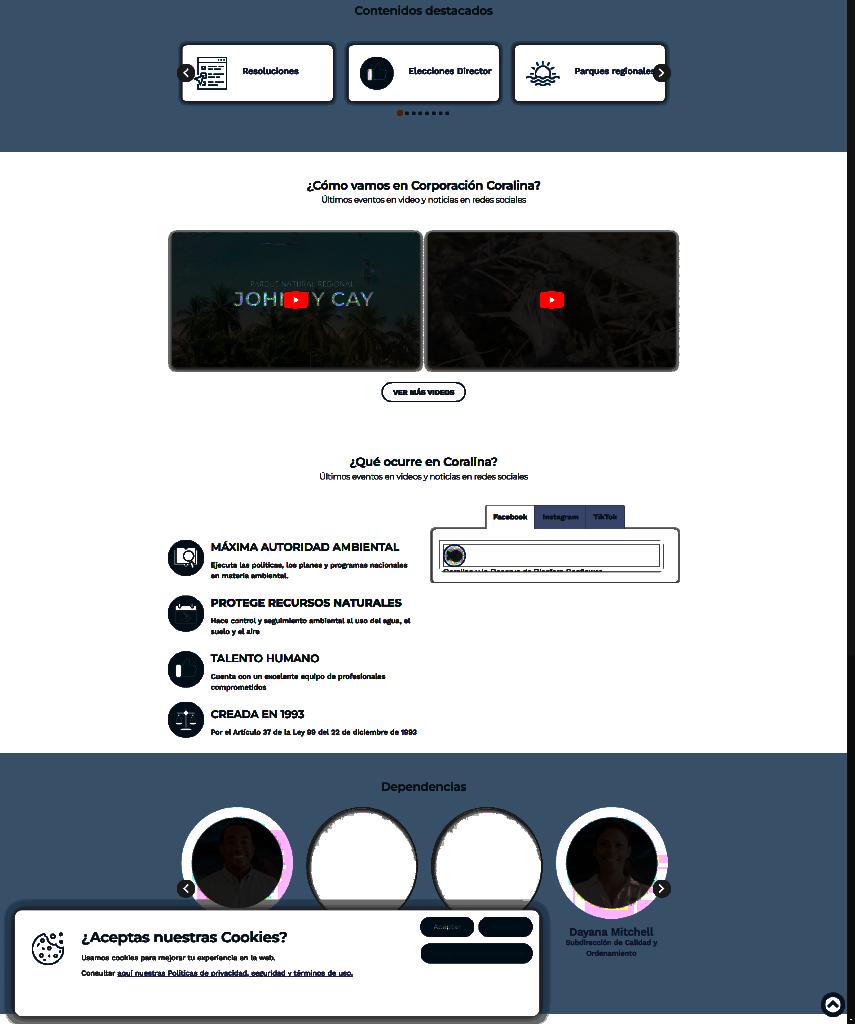 Contenidos destacados
Resoluciones
Elecciones Director
Parques regionales
¿Cómo vamos en Corporación Coralina?
Últimos eventos en video y noticias en redes sociales
PARQUE NATURAL REGIONAL
VER MÁS VIDEOS
¿Qué ocurre en Coralina?
Últimos eventos en videos y noticias en redes sociales
Facebook
Instagram
TikTok
MÁXIMA AUTORIDAD AMBIENTAL
Ejecuta las políticas, los planes y programas nacionales
en materia ambiental.
PROTEGE RECURSOS NATURALES
Hace control y seguimiento ambiental al uso del agua, el
suelo y el aire
TALENTO HUMANO
Cuenta con un excelente equipo de profesionales
comprometidos
CREADA EN 1993
Por el Artículo 37 de la Ley 99 del 22 de diciembre de 1993
Dependencias
Dayana Mitchell
Subdirección de Calidad y
Ordenamiento
¿Aceptas nuestras Cookies?
Usamos cookies para mejorar tu experiencia en la web.
Consultar aquí nuestras Políticas de privacidad, seguridad y términos de uso.
Aceptar